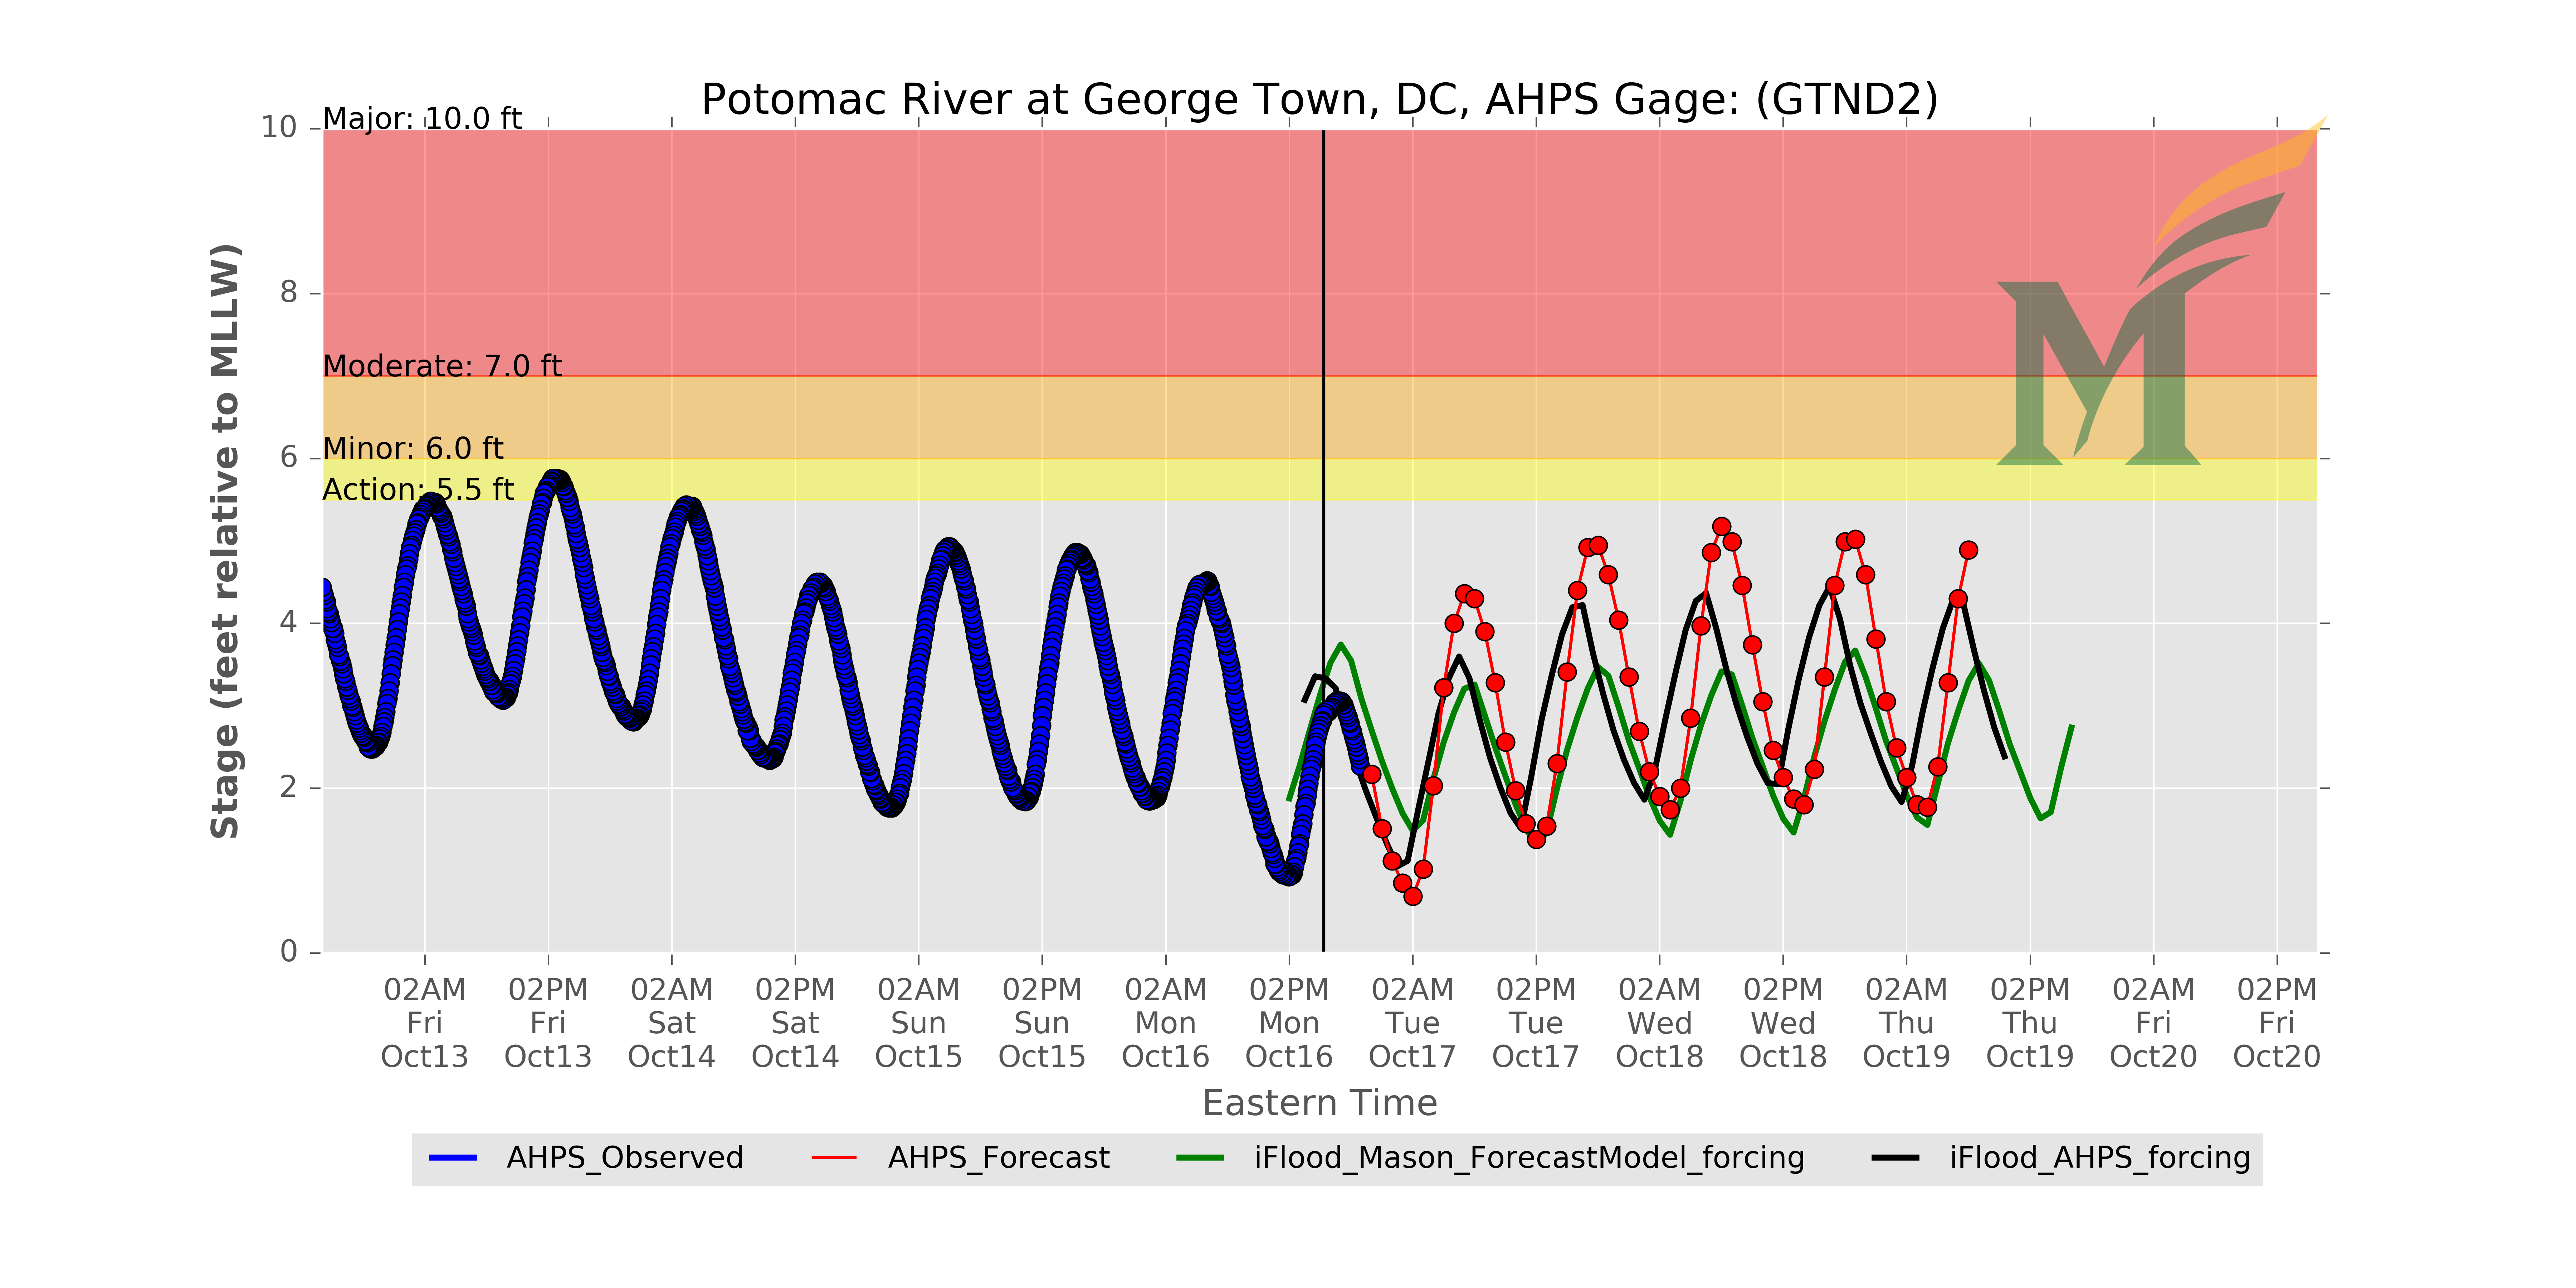 Potomac River at George Town, DC, AHPS Gage: (GTND2)
Major: 10.0 ft
Moderate: 7.0 ft
Minor: 6.0 ft
Action: 5.5 ft
Stage (feet relative to MLLW)
10
8
6
4
2
0
02AM 02PM 02AM 02PM 02AM 02PM 02AM 02PM 02AM 02PM 02AM 02PM 02AM 02PM 02AM 02PM
Fri Fri Sat Sat Sun Sun Mon Mon Tue Tue Wed Wed Thu Thu Fri Fri
Oct13 Oct13 Oct14 Oct14 Oct15 Oct15 Oct16 Oct16 Oct17 Oct17 Oct18 Oct18 Oct19 Oct19 Oct20 Oct20
Eastern Time
AHPS_Observed AHPS_Forecast iFlood_Mason_ForecastModel_forcing iFlood_AHPS_forcing